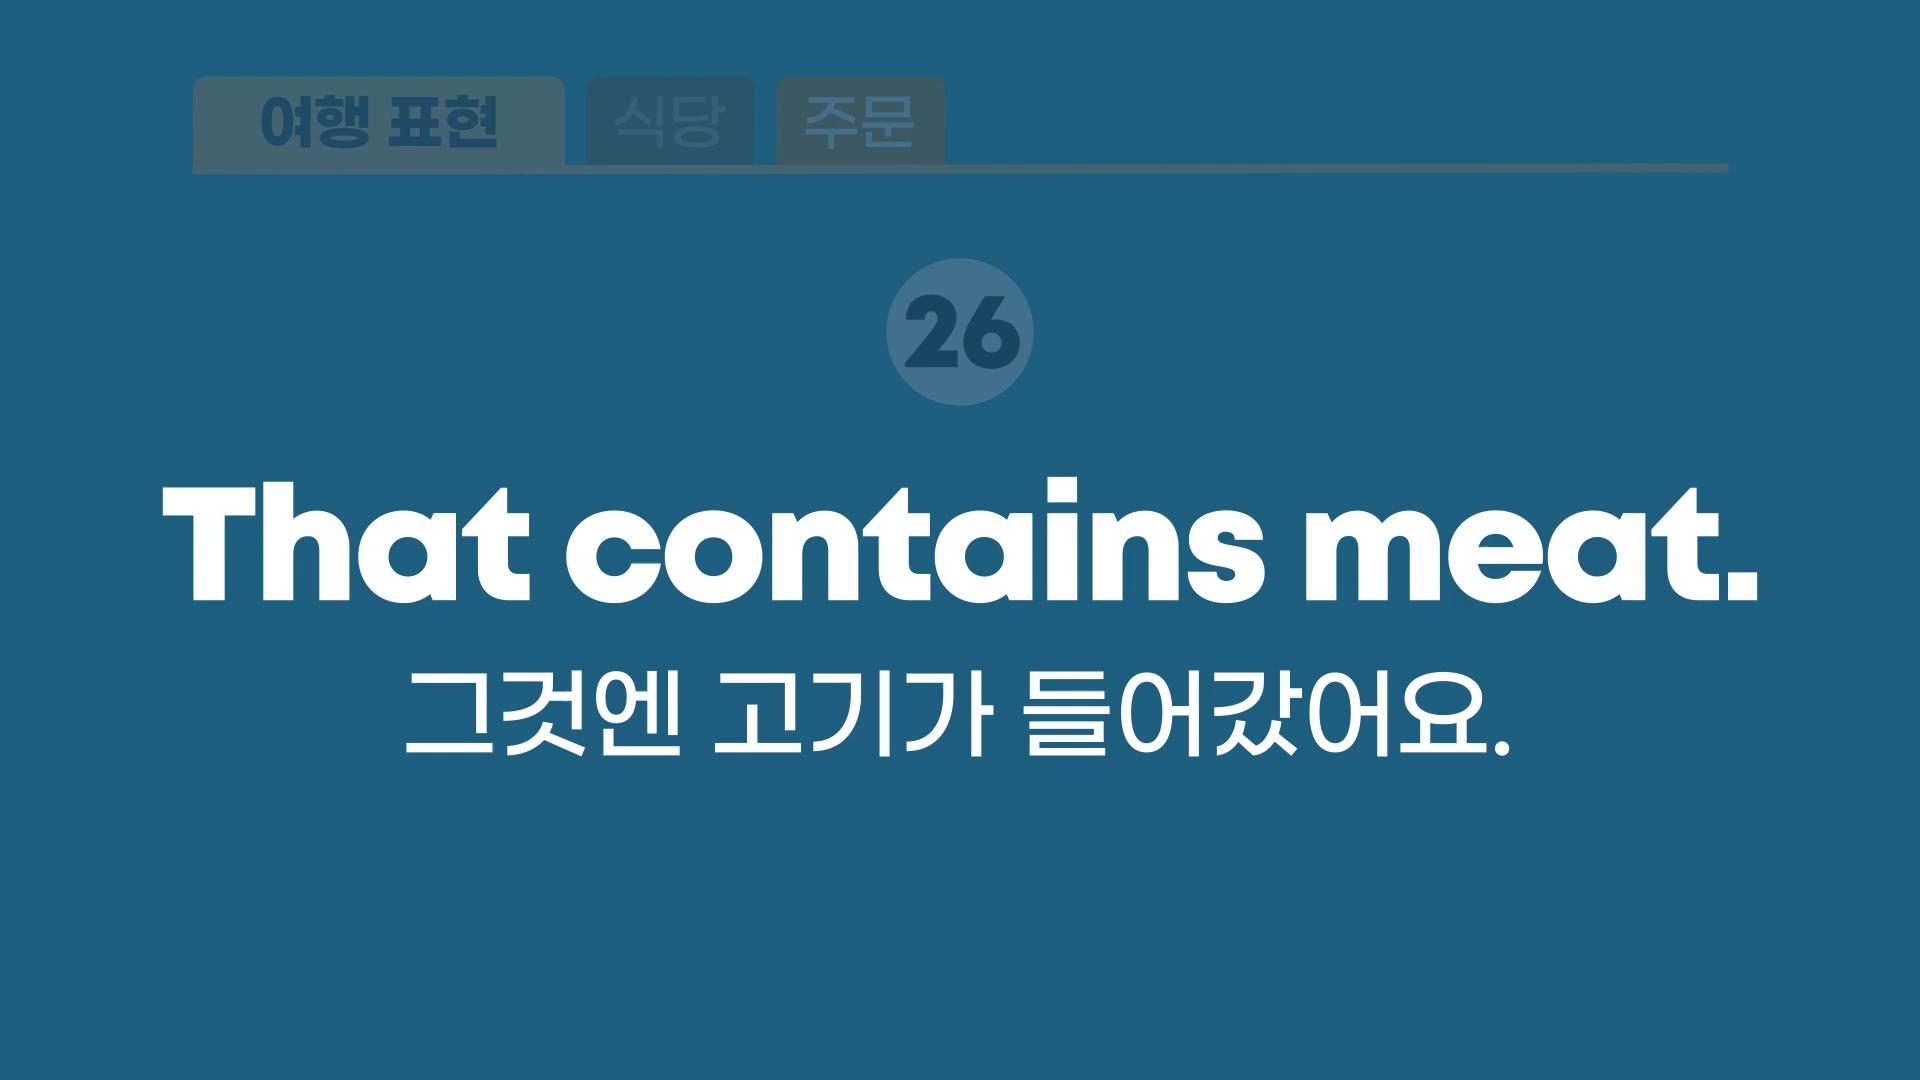 여행 표현 식당 주문
26
That contains meat.
그것엔 고기가 들어갔어요.